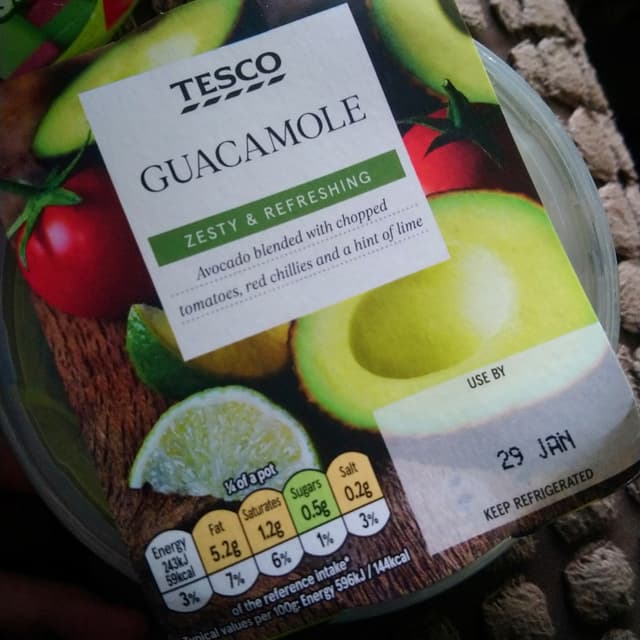 TESCO
GUACAMOLE
ZESTY & REFRESHING
Avocado blended with chopped
tomatoes, red chillies and a hint of lime
USE BY
29 JAN
KEEP REFRIGERATED
¼ of a pot
Energy
243kJ
59kcal
3%
Fat
5.2g
7%
Saturates
1.2g
6%
Sugars
0.5g
1%
Salt
0.2g
3%
of the reference intake*
Typical values per 100g: Energy 596kJ / 144kcal